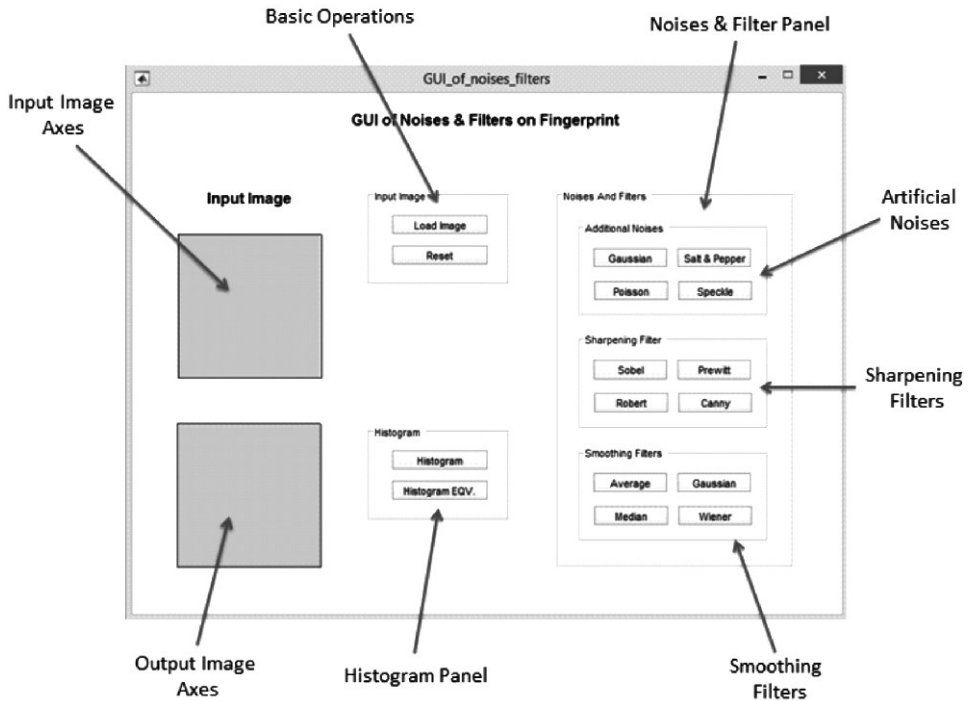 Basic Operations
Noises & Filter Panel
GUI_of_noises_filters
Input Image
Axes
GUI of Noises & Filters on Fingerprint
Input Image
Input Image
Load Image
Reset
Noises And Filters
Additional Noises
Gaussian
Salt & Pepper
Poisson
Speckle
Artificial
Noises
Sharpening Filter
Sobel
Prewitt
Robert
Canny
Sharpening
Filters
Histogram
Histogram
Histogram EQV.
Smoothing Filters
Average
Gaussian
Median
Wiener
Output Image
Axes
Histogram Panel
Smoothing
Filters